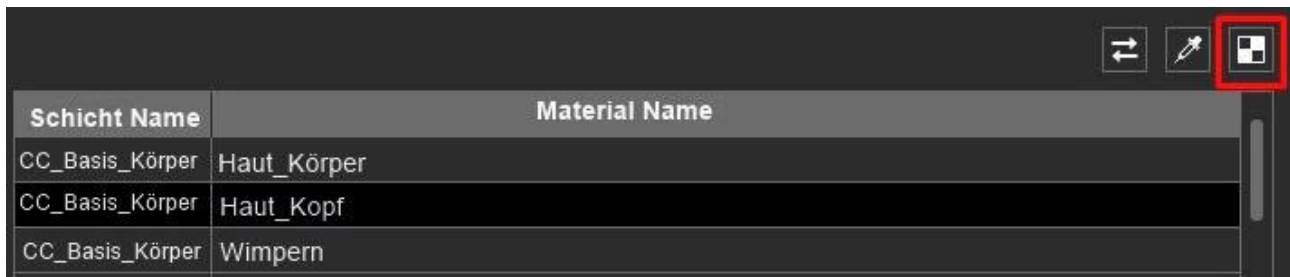 Schicht Name Material Name
CC_Basis_Körper Haut_Körper
CC_Basis_Körper Haut_Kopf
CC_Basis_Körper Wimpern